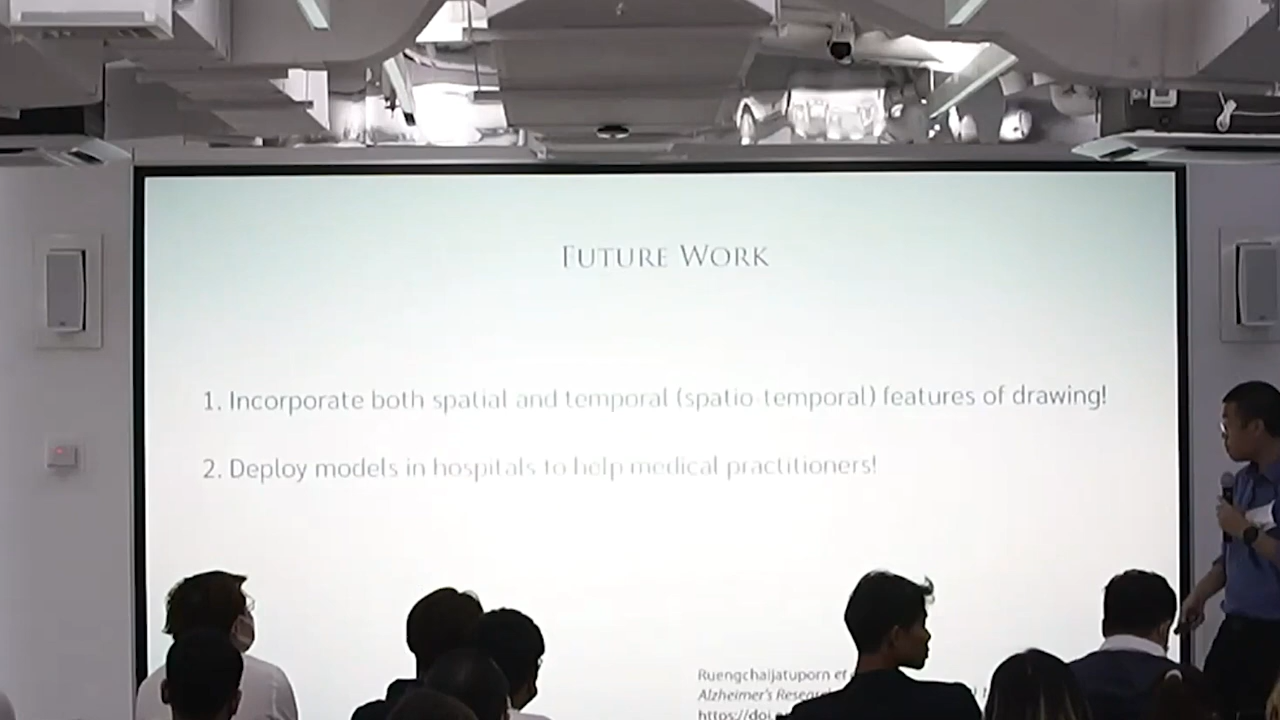 FUTURE WORK
1. Incorporate both spatial and temporal (spatio-temporal) features of drawing!
2. Deploy models in hospitals to help medical practitioners!
Ruengchaijatuporn et
Alzheimer's
https://doi